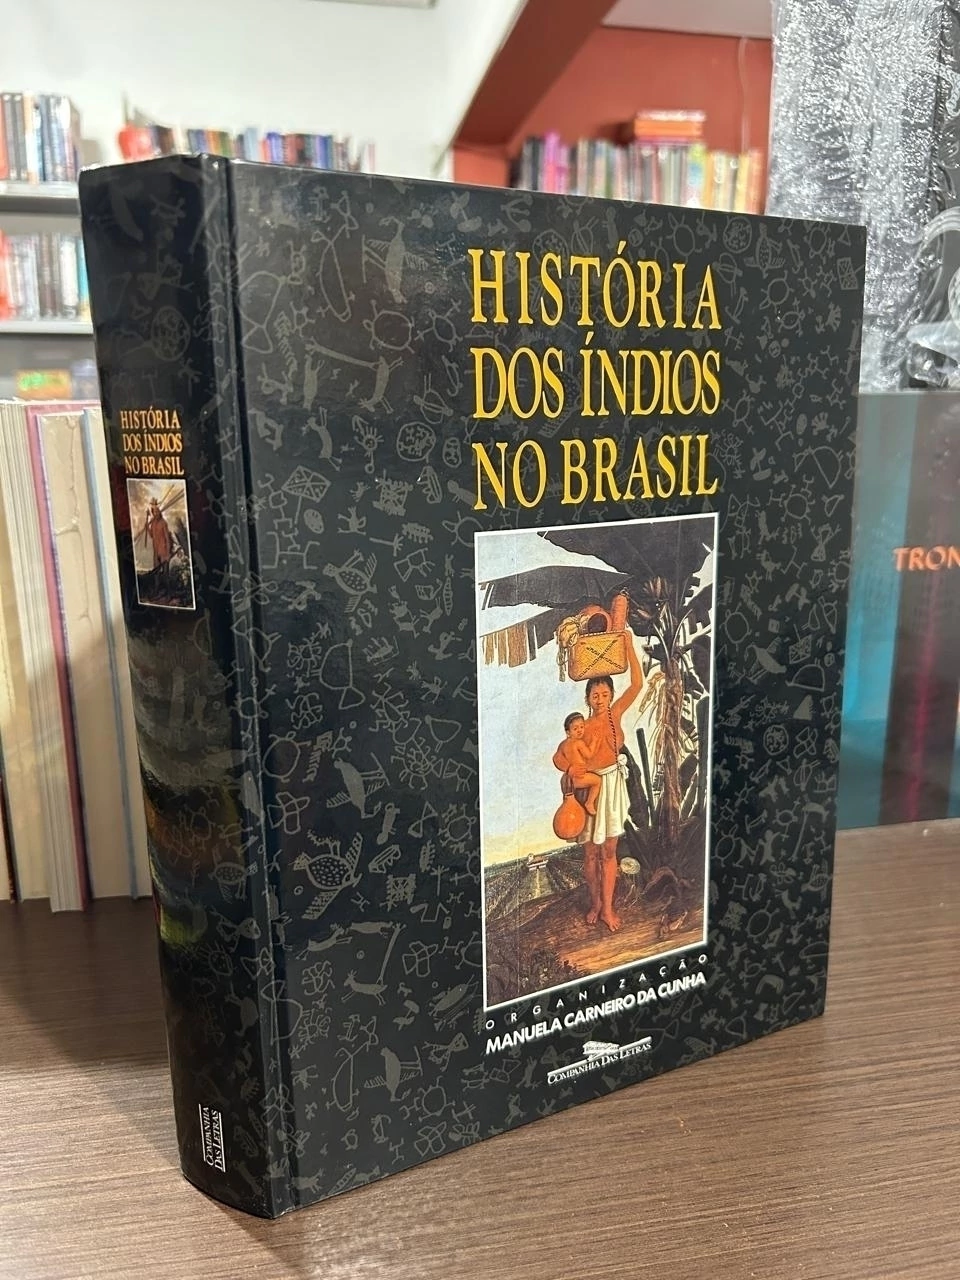 HISTÓRIA
DOS ÍNDIOS
NO BRASIL
ORGANIZAÇÃO
MANUELA CARNEIRO DA CUNHA
COMPANHIA DAS LETRAS
HISTÓRIA
DOS ÍNDIOS
NO BRASIL
COMPANHIA
DAS LETRAS
TRON